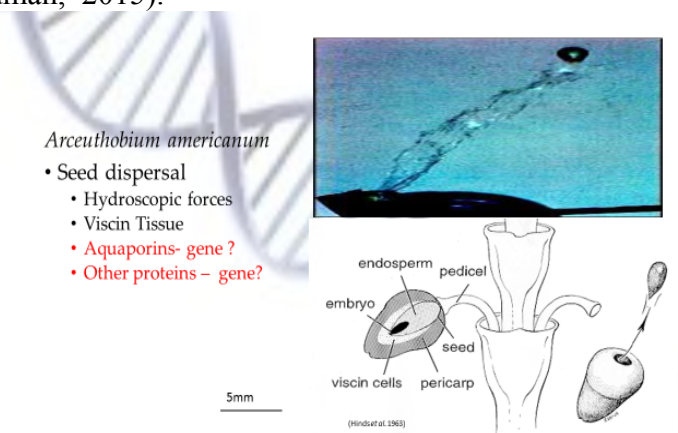 2015).
Arceuthobium americanum
• Seed dispersal
• Hydroscopic forces
• Viscin Tissue
• Aquaporins- gene ?
• Other proteins – gene?
5mm
endosperm
pedicel
embryo
seed
viscin cells
pericarp
(Hinds et al. 1963)